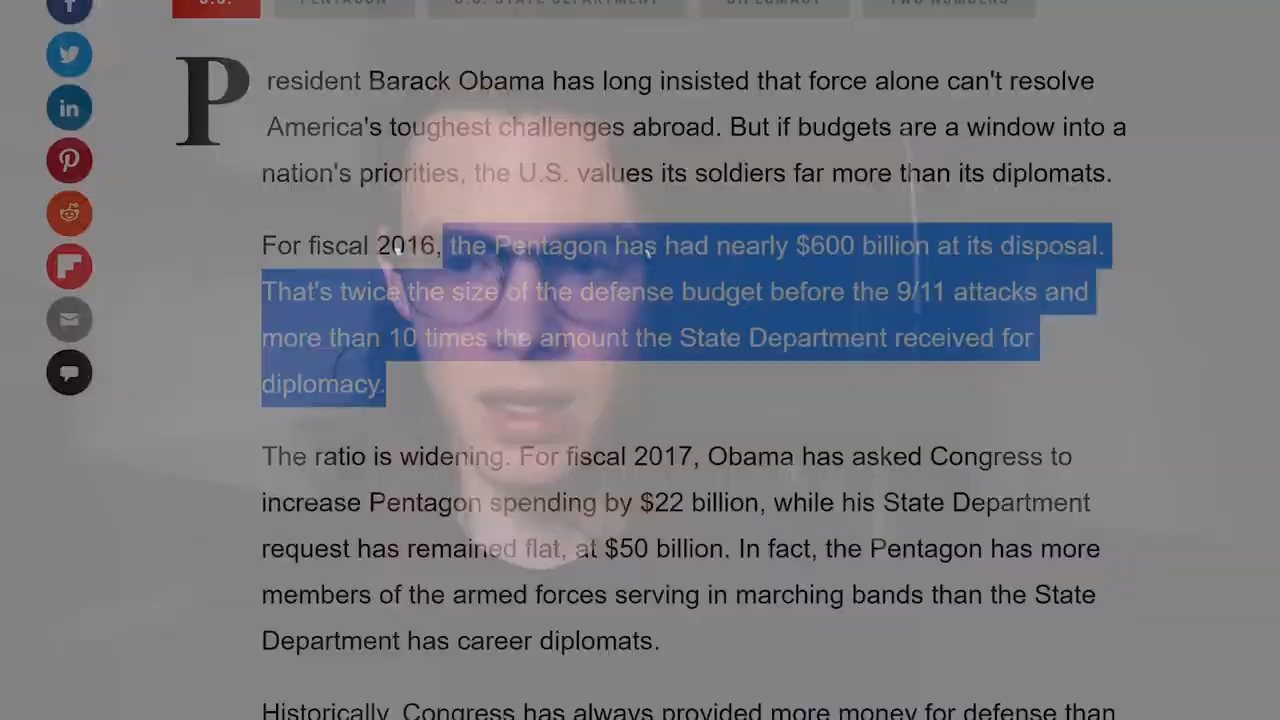 U.S. PENTAGON U.S. STATE DEPARTMENT DIPLOMACY TWO NUMBERS
President Barack Obama has long insisted that force alone can't resolve
America's toughest challenges abroad. But if budgets are a window into a
nation's priorities, the U.S. values its soldiers far more than its diplomats.
For fiscal 2016, the Pentagon has had nearly $600 billion at its disposal.
That's twice the size of the defense budget before the 9/11 attacks and
more than 10 times the amount the State Department received for
diplomacy.
The ratio is widening. For fiscal 2017, Obama has asked Congress to
increase Pentagon spending by $22 billion, while his State Department
request has remained flat, at $50 billion. In fact, the Pentagon has more
members of the armed forces serving in marching bands than the State
Department has career diplomats.
Historically, Congress has always provided more money for defense than